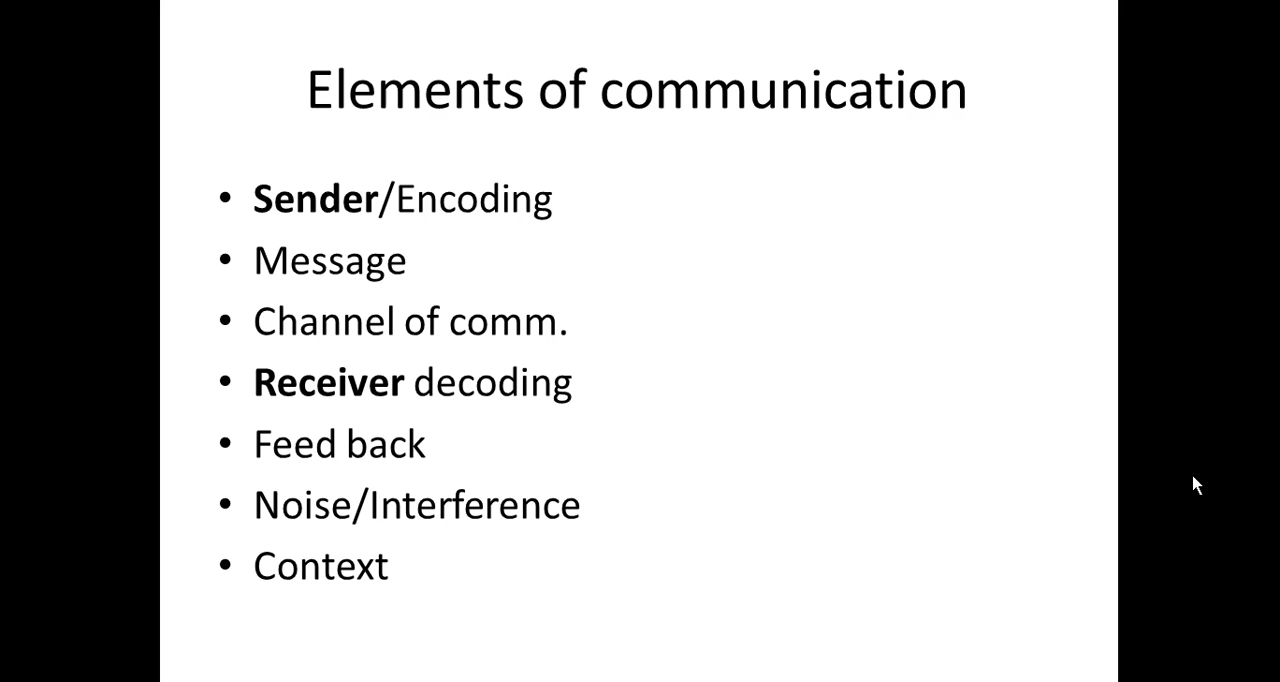 Elements of communication
• Sender/Encoding
• Message
• Channel of comm.
• Receiver decoding
• Feed back
• Noise/Interference
• Context